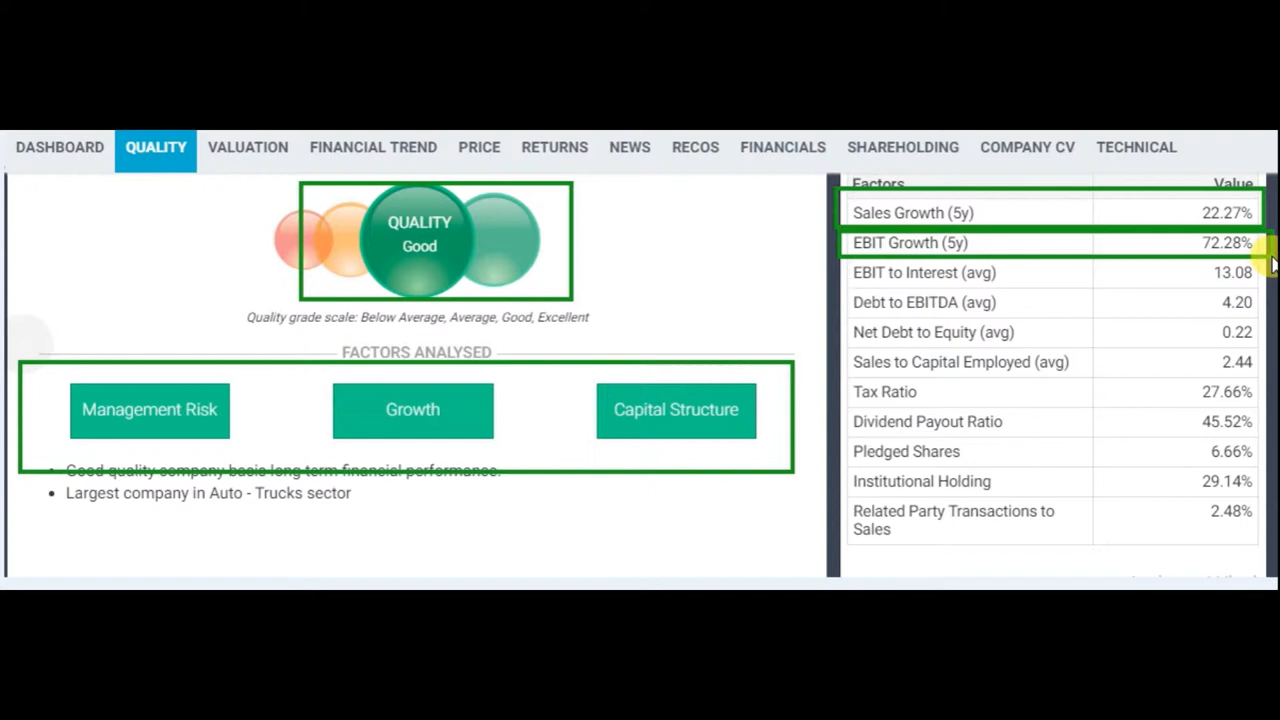 DASHBOARD QUALITY VALUATION FINANCIAL TREND PRICE RETURNS NEWS RECOS FINANCIALS SHAREHOLDING COMPANY CV TECHNICAL
QUALITY
Good
Quality grade scale: Below Average, Average, Good, Excellent
FACTORS ANALYSED
Management Risk Growth Capital Structure
Good quality company basis long term financial performance.
Largest company in Auto - Trucks sector
Factors Value
Sales Growth (5y) 22.27%
EBIT Growth (5y) 72.28%
EBIT to Interest (avg) 13.08
Debt to EBITDA (avg) 4.20
Net Debt to Equity (avg) 0.22
Sales to Capital Employed (avg) 2.44
Tax Ratio 27.66%
Dividend Payout Ratio 45.52%
Pledged Shares 6.66%
Institutional Holding 29.14%
Related Party Transactions to 2.48%
Sales